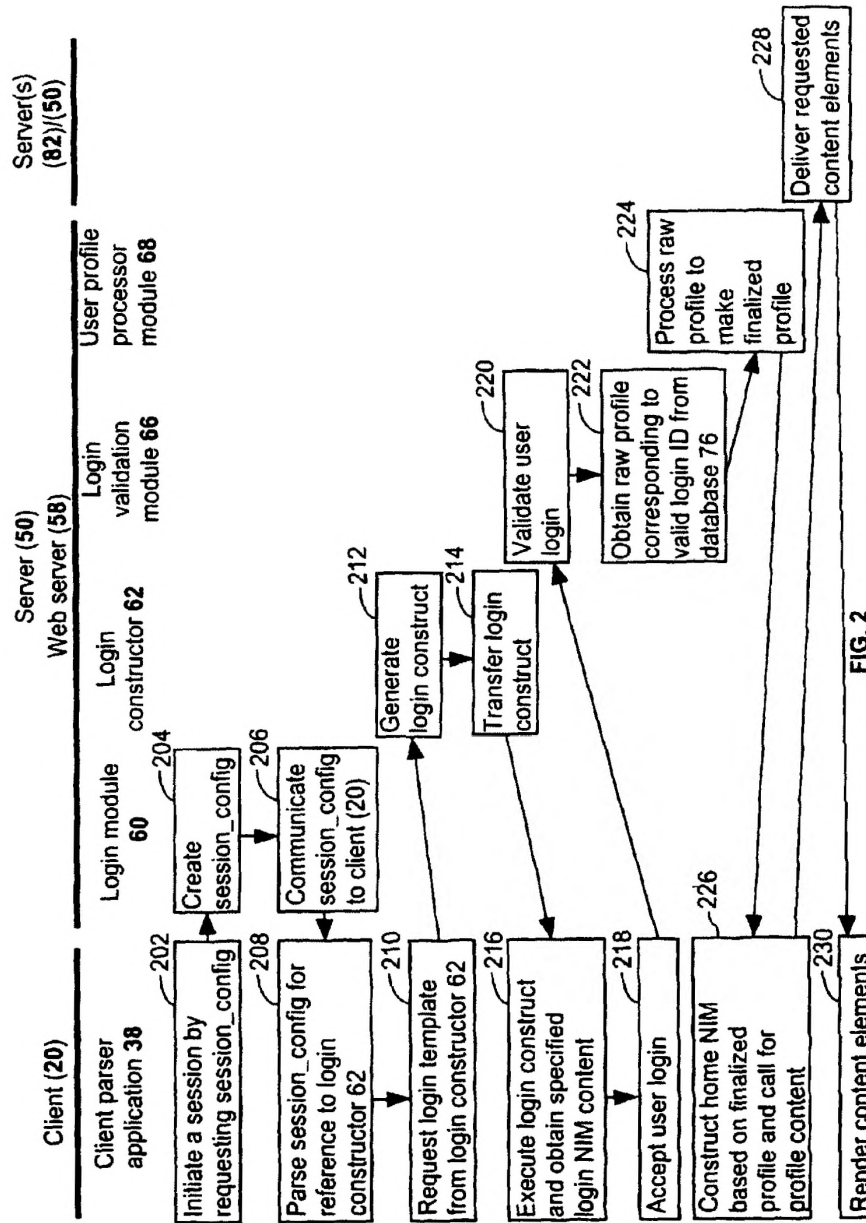 Client (20)
Client parser
application 38
Server (50)
Web server (58)
Login module
60
Login
constructor 62
Login
validation
module 66
User profile
processor
module 68
Server(s)
(82)/(50)
202
Initiate a session by
requesting session_config
204
Create
session_config
206
Communicate
session_config
to client (20)
208
Parse session_config for
reference to login
constructor 62
210
Request login template
from login constructor 62
212
Generate
login construct
214
Transfer login
construct
216
Execute login construct
and obtain specified
login NIM content
218
Accept user login
220
Validate user
login
222
Obtain raw profile
corresponding to
valid login ID from
database 76
224
Process raw
profile to
make
finalized
profile
226
Construct home NIM
based on finalized
profile and call for
profile content
228
Deliver requested
content elements
230
Render content elements
FIG. 2